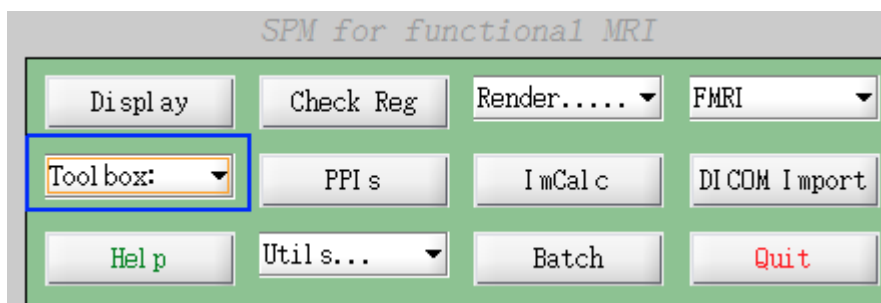 SPM for functional MRI
Display Check Reg Render..... FMRI
Toolbox: PPIs ImCalc DICOM Import
Help Utils... Batch Quit